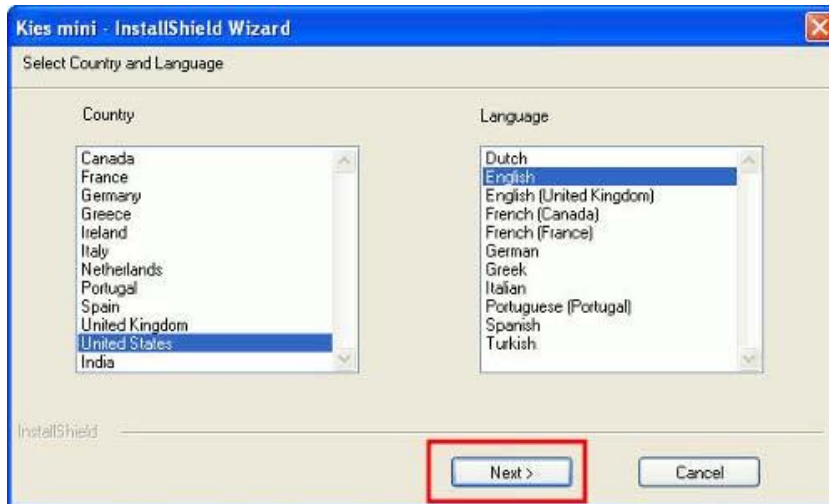 Kies mini - InstallShield Wizard
Select Country and Language
Country
Canada
France
Germany
Greece
Ireland
Italy
Netherlands
Portugal
Spain
United Kingdom
United States
India
Language
Dutch
English
English (United Kingdom)
French (Canada)
French (France)
German
Greek
Italian
Portuguese (Portugal)
Spanish
Turkish
InstallShield
Next >
Cancel